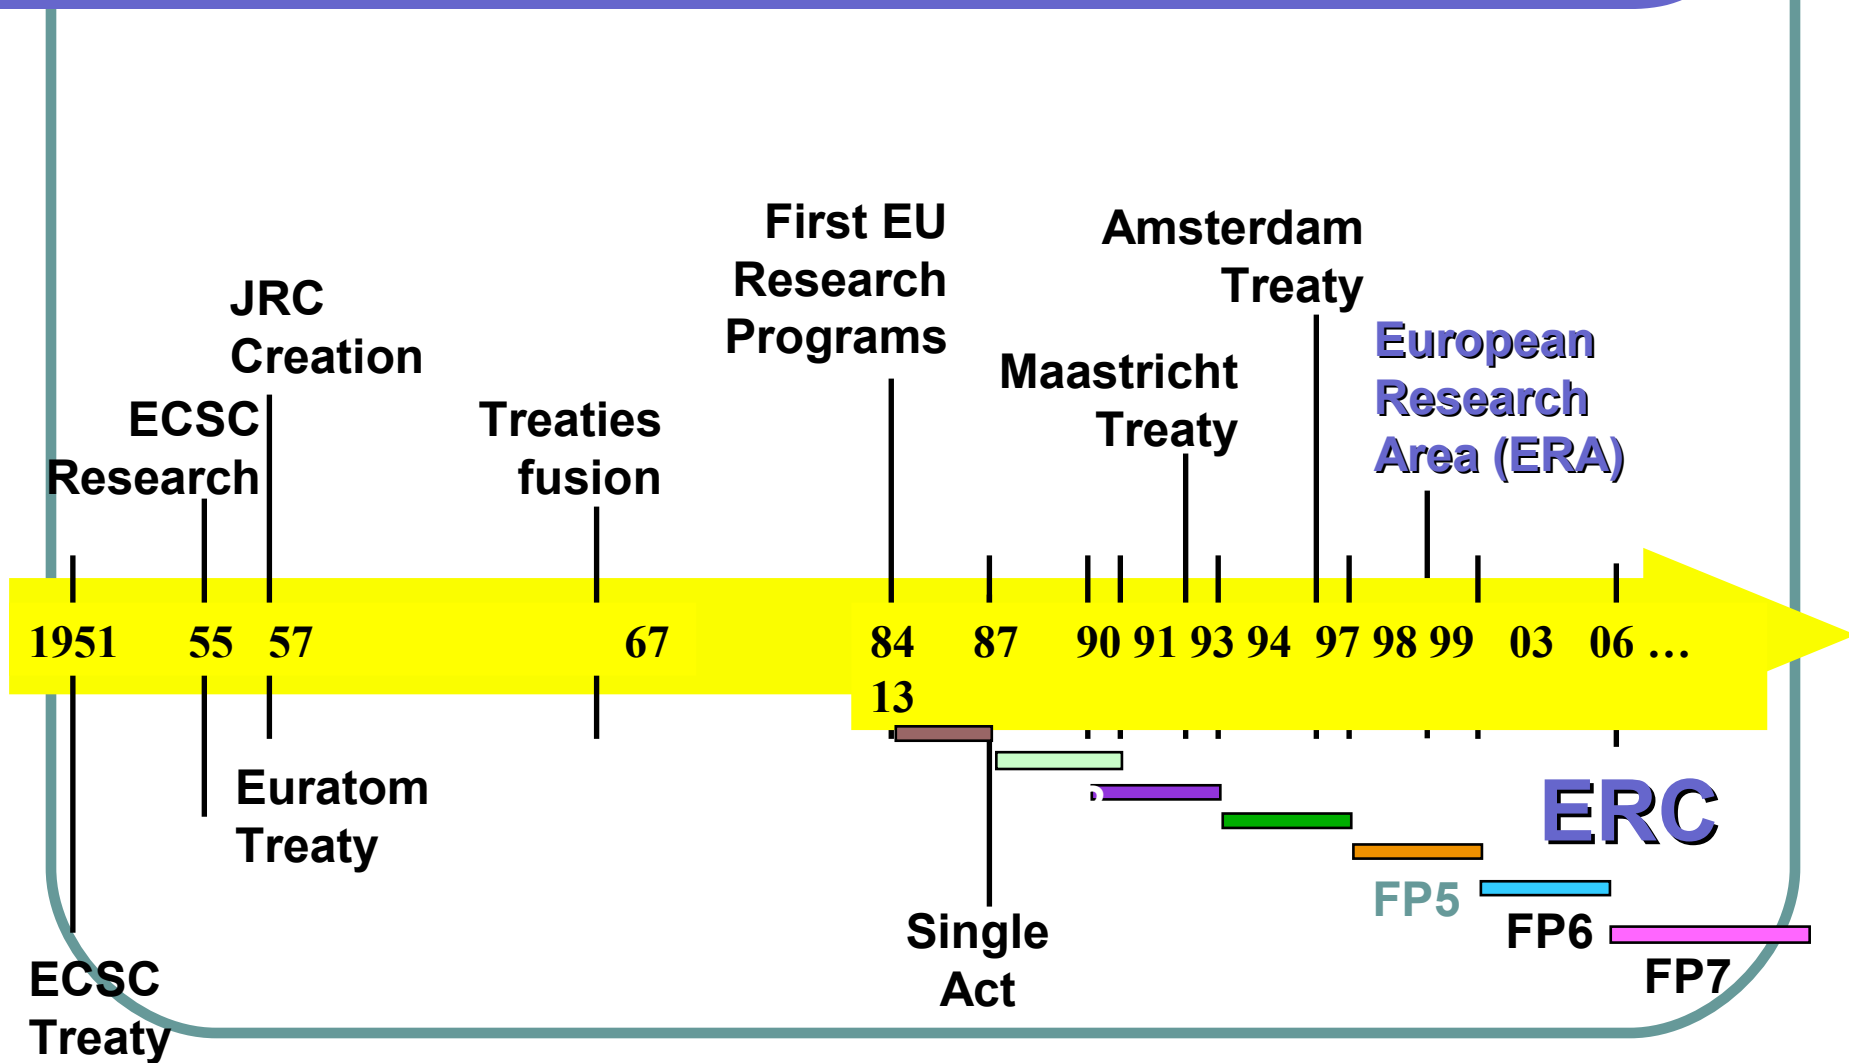 First EU
Research
Programs
Amsterdam
Treaty
JRC
Creation
European
Research
Area (ERA)
Maastricht
Treaty
ECSC
Research
Treaties
fusion
1951 55 57 67 84 87 90 91 93 94 97 98 99 03 06 ...
13
Euratom
Treaty
ERC
FP5
FP6
Single
Act
FP7
ECSC
Treaty